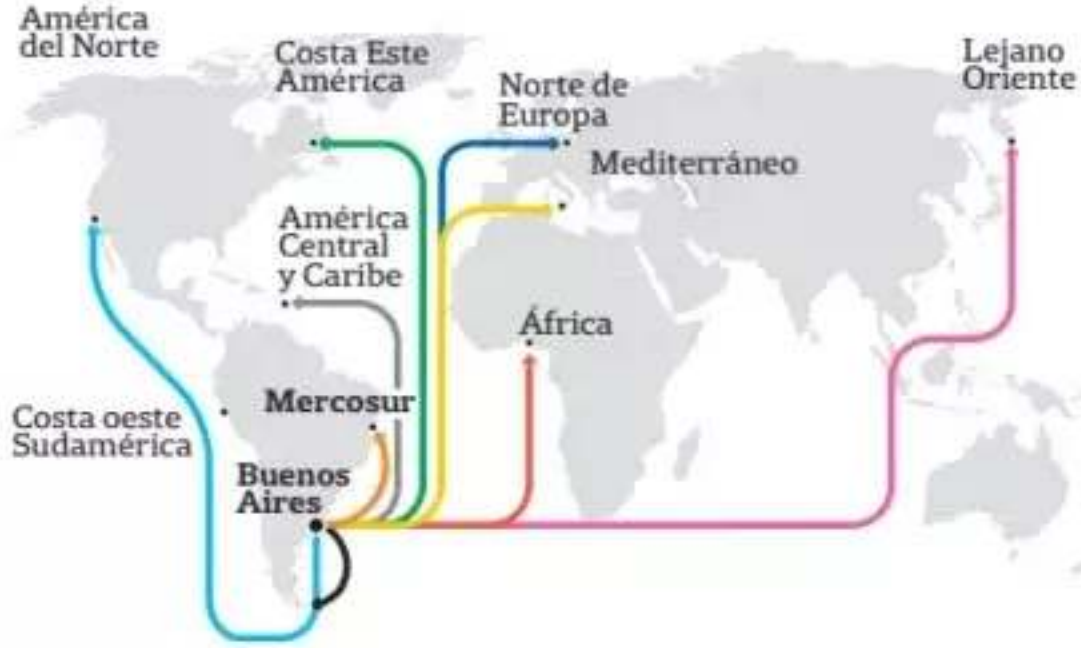 América
del Norte
Costa Este
América
Norte de
Europa
Lejano
Oriente
Mediterráneo
América
Central
y Caribe
África
Mercosur
Costa oeste
Sudamérica
Buenos
Aires